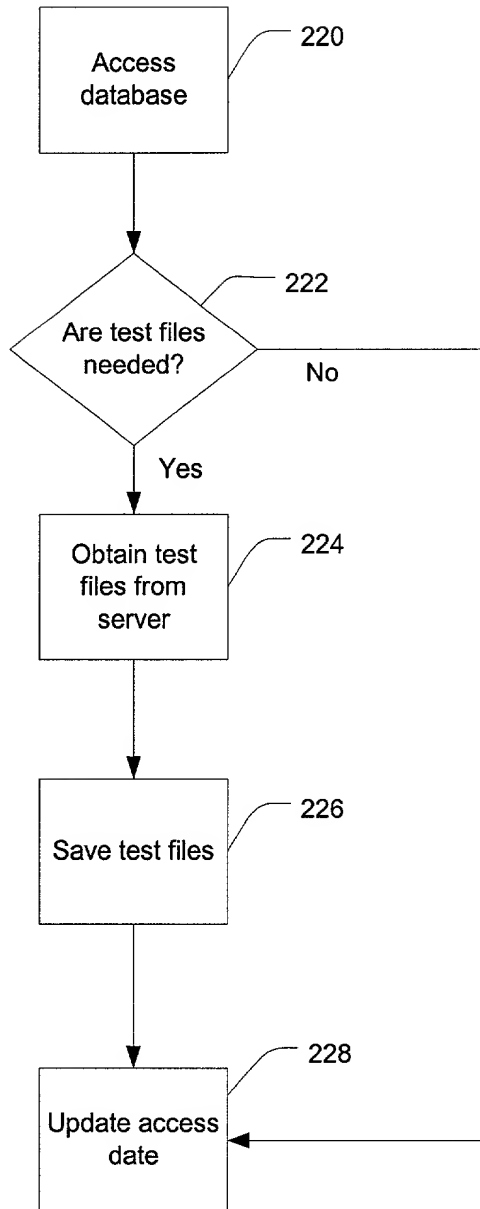 Access
database
220
Are test files
needed?
222
No
Yes
Obtain test
files from
server
224
Save test files
226
Update access
date
228